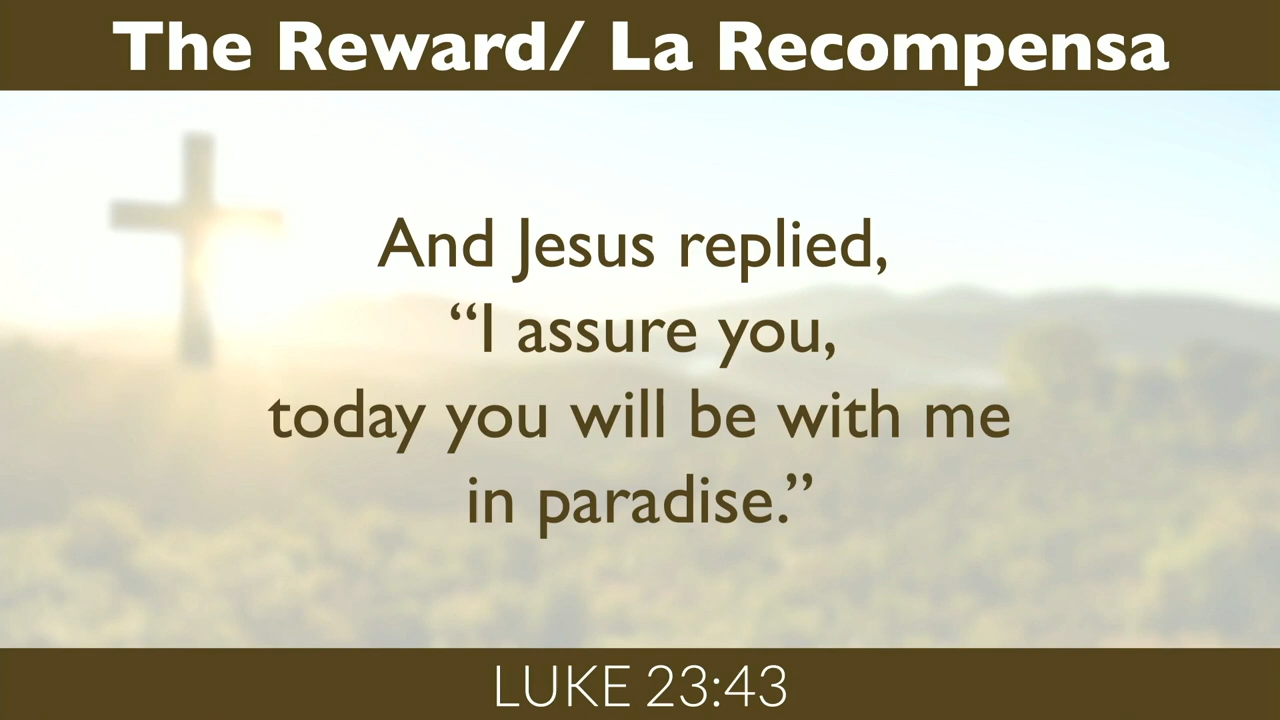 The Reward/ La Recompensa
And Jesus replied,
“I assure you,
today you will be with me
in paradise.”
LUKE 23:43